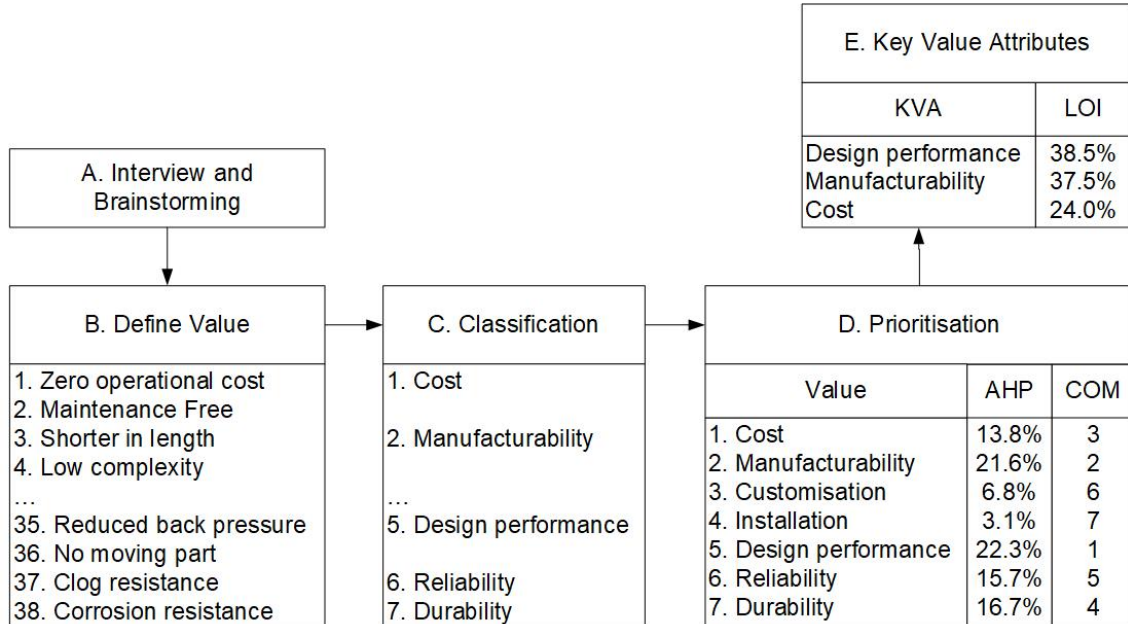 A. Interview and
Brainstorming
B. Define Value
1. Zero operational cost
2. Maintenance Free
3. Shorter in length
4. Low complexity
...
35. Reduced back pressure
36. No moving part
37. Clog resistance
38. Corrosion resistance
C. Classification
1. Cost
2. Manufacturability
...
5. Design performance
6. Reliability
7. Durability
D. Prioritisation
Value AHP COM
1. Cost 13.8% 3
2. Manufacturability 21.6% 2
3. Customisation 6.8% 6
4. Installation 3.1% 7
5. Design performance 22.3% 1
6. Reliability 15.7% 5
7. Durability 16.7% 4
E. Key Value Attributes
KVA LOI
Design performance 38.5%
Manufacturability 37.5%
Cost 24.0%